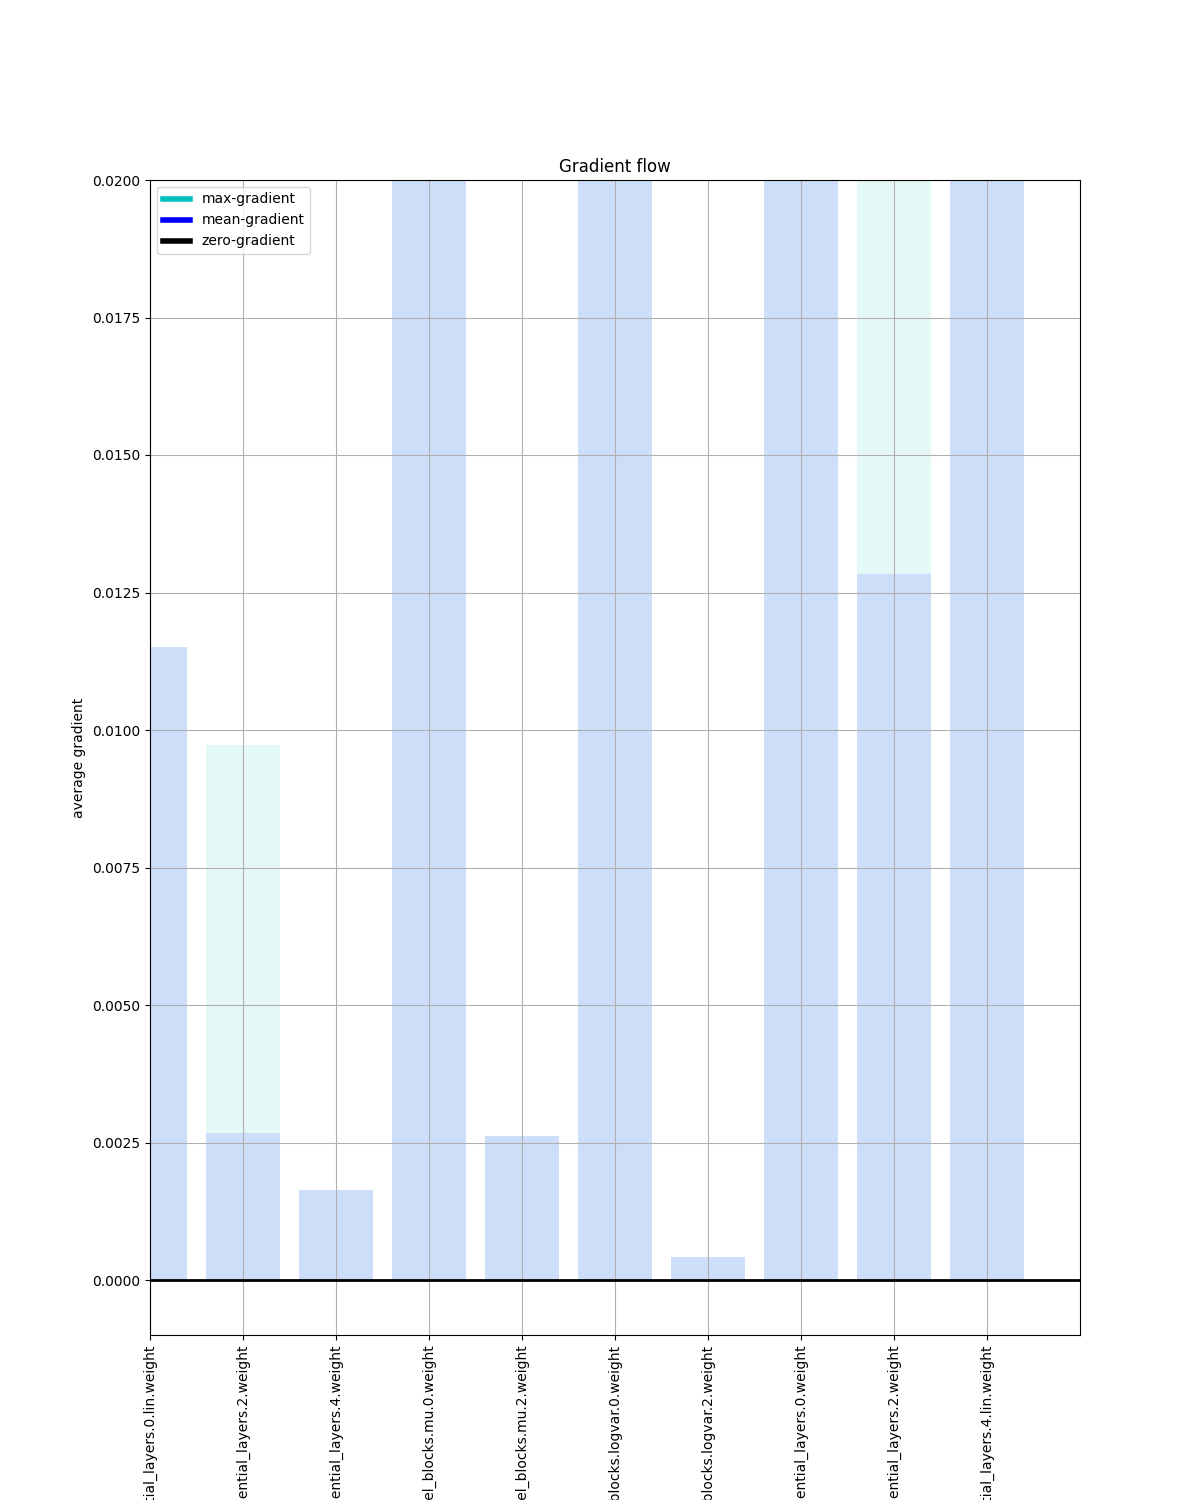 Gradient flow
max-gradient
mean-gradient
zero-gradient
0.0200
0.0175
0.0150
0.0125
0.0100
0.0075
0.0050
0.0025
0.0000
average gradient
tial_layers.0.lin.weight
ential_layers.2.weight
ential_layers.4.weight
el_blocks.mu.0.weight
el_blocks.mu.2.weight
blocks.logvar.0.weight
blocks.logvar.2.weight
ential_layers.0.weight
ential_layers.2.weight
tial_layers.4.lin.weight